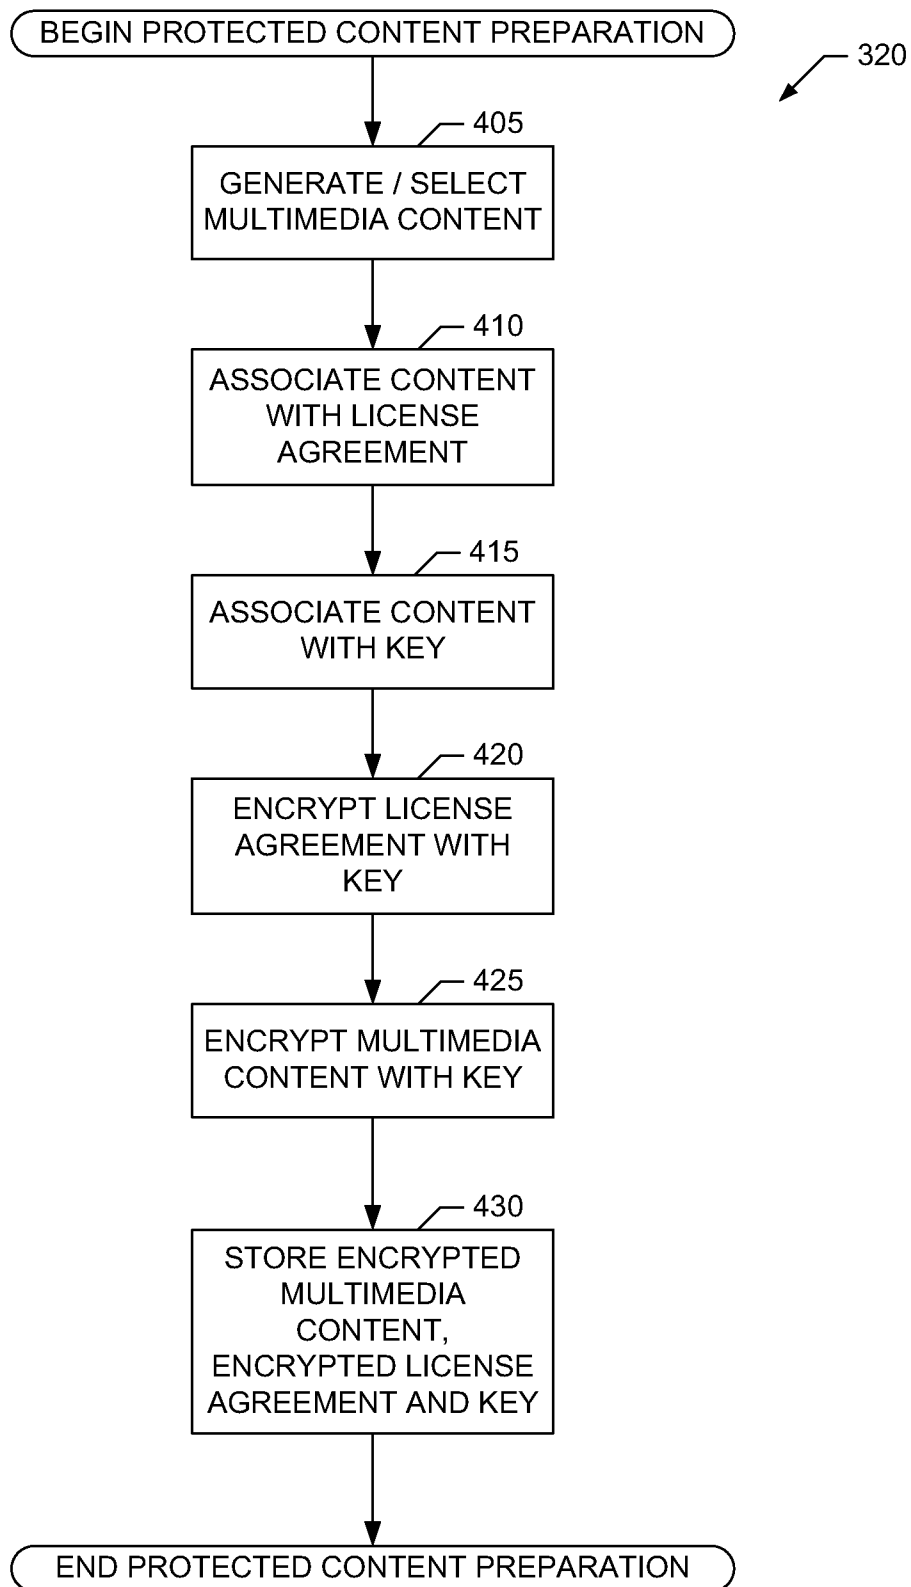 BEGIN PROTECTED CONTENT PREPARATION
320
405
GENERATE / SELECT
MULTIMEDIA CONTENT
410
ASSOCIATE CONTENT
WITH LICENSE
AGREEMENT
415
ASSOCIATE CONTENT
WITH KEY
420
ENCRYPT LICENSE
AGREEMENT WITH
KEY
425
ENCRYPT MULTIMEDIA
CONTENT WITH KEY
430
STORE ENCRYPTED
MULTIMEDIA
CONTENT,
ENCRYPTED LICENSE
AGREEMENT AND KEY
END PROTECTED CONTENT PREPARATION